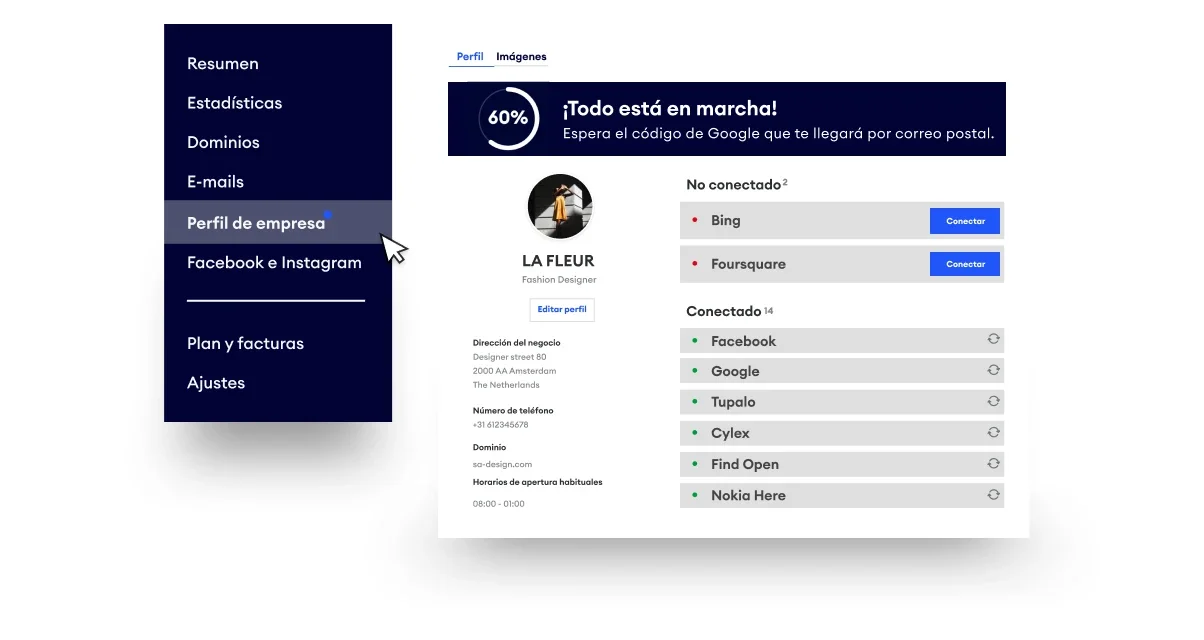 Resumen
Estadísticas
Dominios
E-mails
Perfil de empresa
Facebook e Instagram
Plan y facturas
Ajustes
Perfil Imágenes
60%
¡Todo está en marcha!
Espera el código de Google que te llegará por correo postal.
LA FLEUR
Fashion Designer
Editar perfil
Dirección del negocio
Designer street 80
2000 AA Amsterdam
The Netherlands
Número de teléfono
+31 612345678
Dominio
sa-design.com
Horarios de apertura habituales
08:00 - 01:00
No conectado 2
Bing Conectar
Foursquare Conectar
Conectado 14
Facebook
Google
Tupalo
Cylex
Find Open
Nokia Here